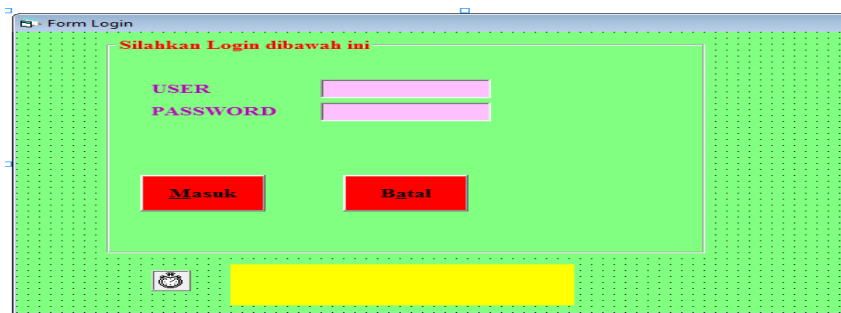 Form Login
Silahkan Login dibawah ini
USER
PASSWORD
Masuk Batal